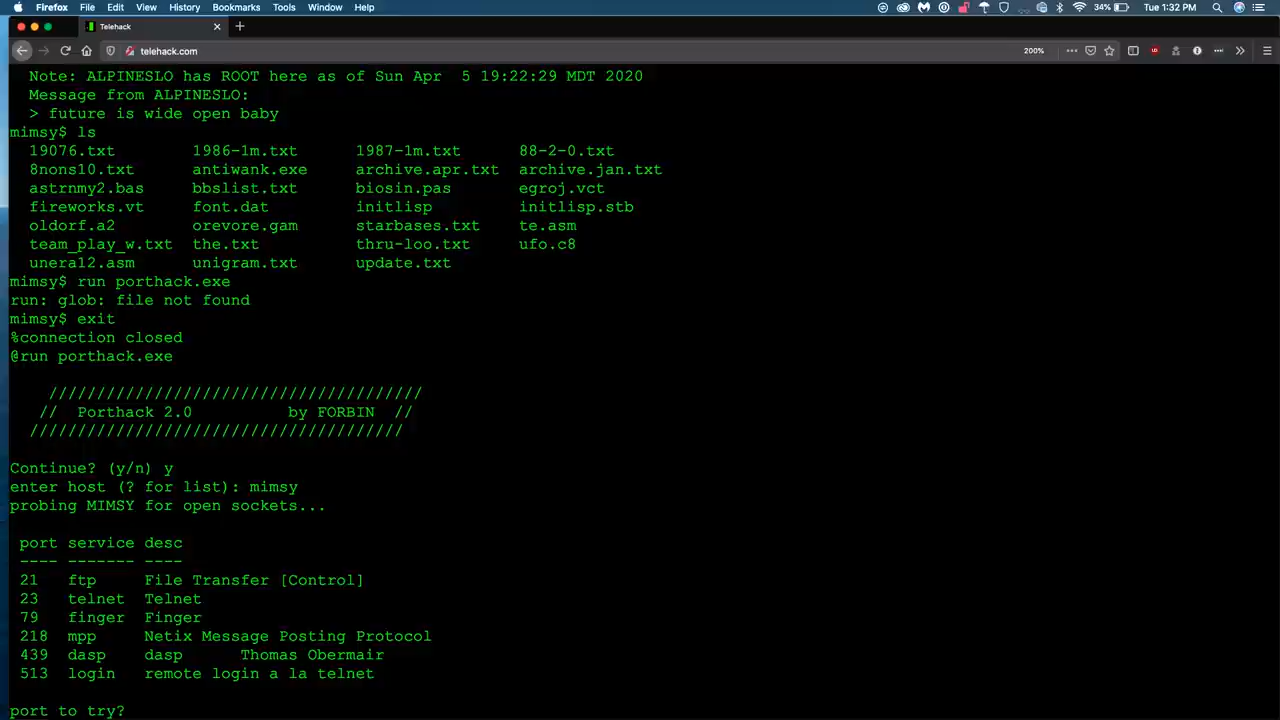 Firefox File Edit View History Bookmarks Tools Window Help 34% Tue 1:32 PM
Telehack
telehack.com 200%
Note: ALPINESLO has ROOT here as of Sun Apr  5 19:22:29 MDT 2020
Message from ALPINESLO:
> future is wide open baby
mimsy$ ls
19076.txt 1986-1m.txt 1987-1m.txt 88-2-0.txt
8nons10.txt antiwank.exe archive.apr.txt archive.jan.txt
astrnmy2.bas bbslist.txt biosin.pas egroj.vct
fireworks.vt font.dat initlisp initlisp.stb
oldorf.a2 orevore.gam starbases.txt te.asm
team_play_w.txt the.txt thru-loo.txt ufo.c8
unera12.asm unigram.txt update.txt
mimsy$ run porthack.exe
run: glob: file not found
mimsy$ exit
%connection closed
@run porthack.exe
///////////////////////////////////////
//  Porthack 2.0          by FORBIN  //
///////////////////////////////////////
Continue? (y/n) y
enter host (? for list): mimsy
probing MIMSY for open sockets...
port service desc
---- ------- ----
21 ftp File Transfer [Control]
23 telnet Telnet
79 finger Finger
218 mpp Netix Message Posting Protocol
439 dasp dasp Thomas Obermair
513 login remote login a la telnet
port to try?